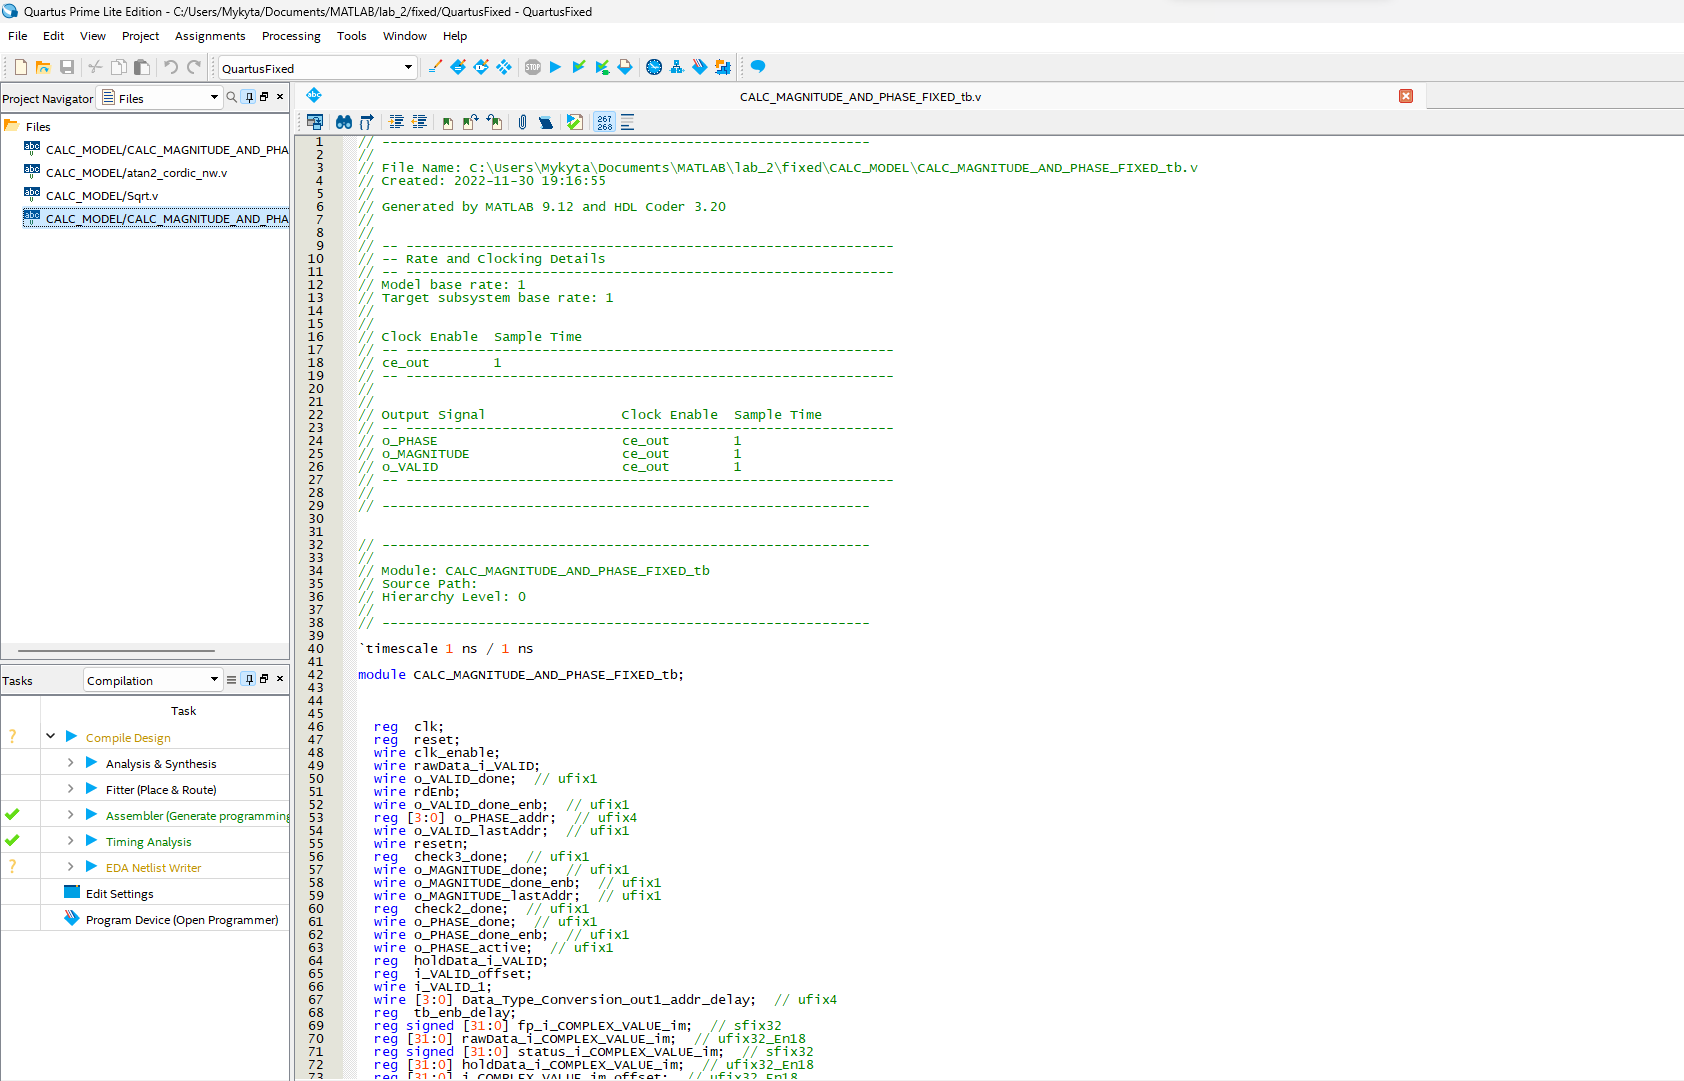 Quartus Prime Lite Edition - C:/Users/Mykyta/Documents/MATLAB/lab_2/fixed/QuartusFixed - QuartusFixed
File Edit View Project Assignments Processing Tools Window Help
QuartusFixed
Project Navigator Files
Files
CALC_MODEL/CALC_MAGNITUDE_AND_PHA
CALC_MODEL/atan2_cordic_nw.v
CALC_MODEL/Sqrt.v
CALC_MODEL/CALC_MAGNITUDE_AND_PHA
Tasks Compilation
Task
Compile Design
Analysis & Synthesis
Fitter (Place & Route)
Assembler (Generate programming
Timing Analysis
EDA Netlist Writer
Edit Settings
Program Device (Open Programmer)
CALC_MAGNITUDE_AND_PHASE_FIXED_tb.v
1 // -------------------------------------------------------------
2 //
3 // File Name: C:\Users\Mykyta\Documents\MATLAB\lab_2\fixed\CALC_MODEL\CALC_MAGNITUDE_AND_PHASE_FIXED_tb.v
4 // Created: 2022-11-30 19:16:55
5 //
6 // Generated by MATLAB 9.12 and HDL Coder 3.20
7 //
8 //
9 // -- -------------------------------------------------------------
10 // -- Rate and Clocking Details
11 // -- -------------------------------------------------------------
12 // Model base rate: 1
13 // Target subsystem base rate: 1
14 //
15 //
16 // Clock Enable  Sample Time
17 // -- -------------------------------------------------------------
18 // ce_out        1
19 // -- -------------------------------------------------------------
20 //
21 //
22 // Output Signal                 Clock Enable  Sample Time
23 // -- -------------------------------------------------------------
24 // o_PHASE                       ce_out        1
25 // o_MAGNITUDE                   ce_out        1
26 // o_VALID                       ce_out        1
27 // -- -------------------------------------------------------------
28 //
29 // -------------------------------------------------------------
30
31
32 // -------------------------------------------------------------
33 //
34 // Module: CALC_MAGNITUDE_AND_PHASE_FIXED_tb
35 // Source Path:
36 // Hierarchy Level: 0
37 //
38 // -------------------------------------------------------------
39
40 `timescale 1 ns / 1 ns
41
42 module CALC_MAGNITUDE_AND_PHASE_FIXED_tb;
43
44
45
46   reg  clk;
47   reg  reset;
48   wire clk_enable;
49   wire rawData_i_VALID;
50   wire o_VALID_done;  // ufix1
51   wire rdEnb;
52   wire o_VALID_done_enb;  // ufix1
53   reg [3:0] o_PHASE_addr;  // ufix4
54   wire o_VALID_lastAddr;  // ufix1
55   wire resetn;
56   reg  check3_done;  // ufix1
57   wire o_MAGNITUDE_done;  // ufix1
58   wire o_MAGNITUDE_done_enb;  // ufix1
59   wire o_MAGNITUDE_lastAddr;  // ufix1
60   reg  check2_done;  // ufix1
61   wire o_PHASE_done;  // ufix1
62   wire o_PHASE_done_enb;  // ufix1
63   wire o_PHASE_active;  // ufix1
64   reg  holdData_i_VALID;
65   reg  i_VALID_offset;
66   wire i_VALID_1;
67   wire [3:0] Data_Type_Conversion_out1_addr_delay;  // ufix4
68   reg  tb_enb_delay;
69   reg signed [31:0] fp_i_COMPLEX_VALUE_im;  // sfix32
70   reg [31:0] rawData_i_COMPLEX_VALUE_im;  // ufix32_En18
71   reg signed [31:0] status_i_COMPLEX_VALUE_im;  // sfix32
72   reg [31:0] holdData_i_COMPLEX_VALUE_im;  // ufix32_En18
73   reg [31:0] i_COMPLEX_VALUE_im_offset;  // ufix32_En18